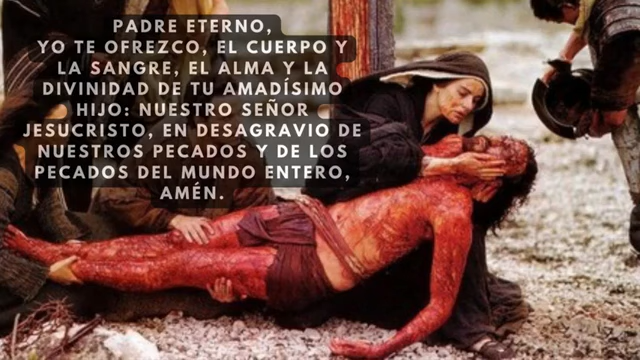 PADRE ETERNO,
YO TE OFREZCO, EL CUERPO Y
LA SANGRE, EL ALMA Y LA
DIVINIDAD DE TU AMADÍSIMO
HIJO: NUESTRO SEÑOR
JESUCRISTO, EN DESAGRAVIO DE
NUESTROS PECADOS Y DE LOS
PECADOS DEL MUNDO ENTERO,
AMÉN.